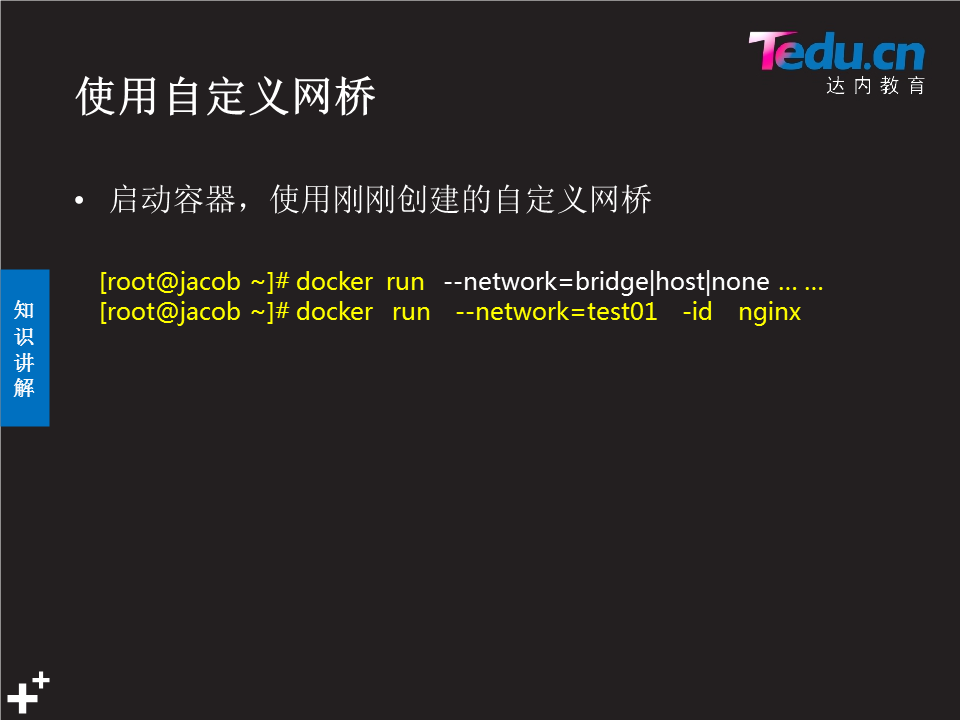 Tedu.cn
达内教育
使用自定义网桥
• 启动容器，使用刚刚创建的自定义网桥
[root@jacob ~]# docker run --network=bridge|host|none ... ...
[root@jacob ~]# docker run --network=test01 -id nginx
知
识
讲
解